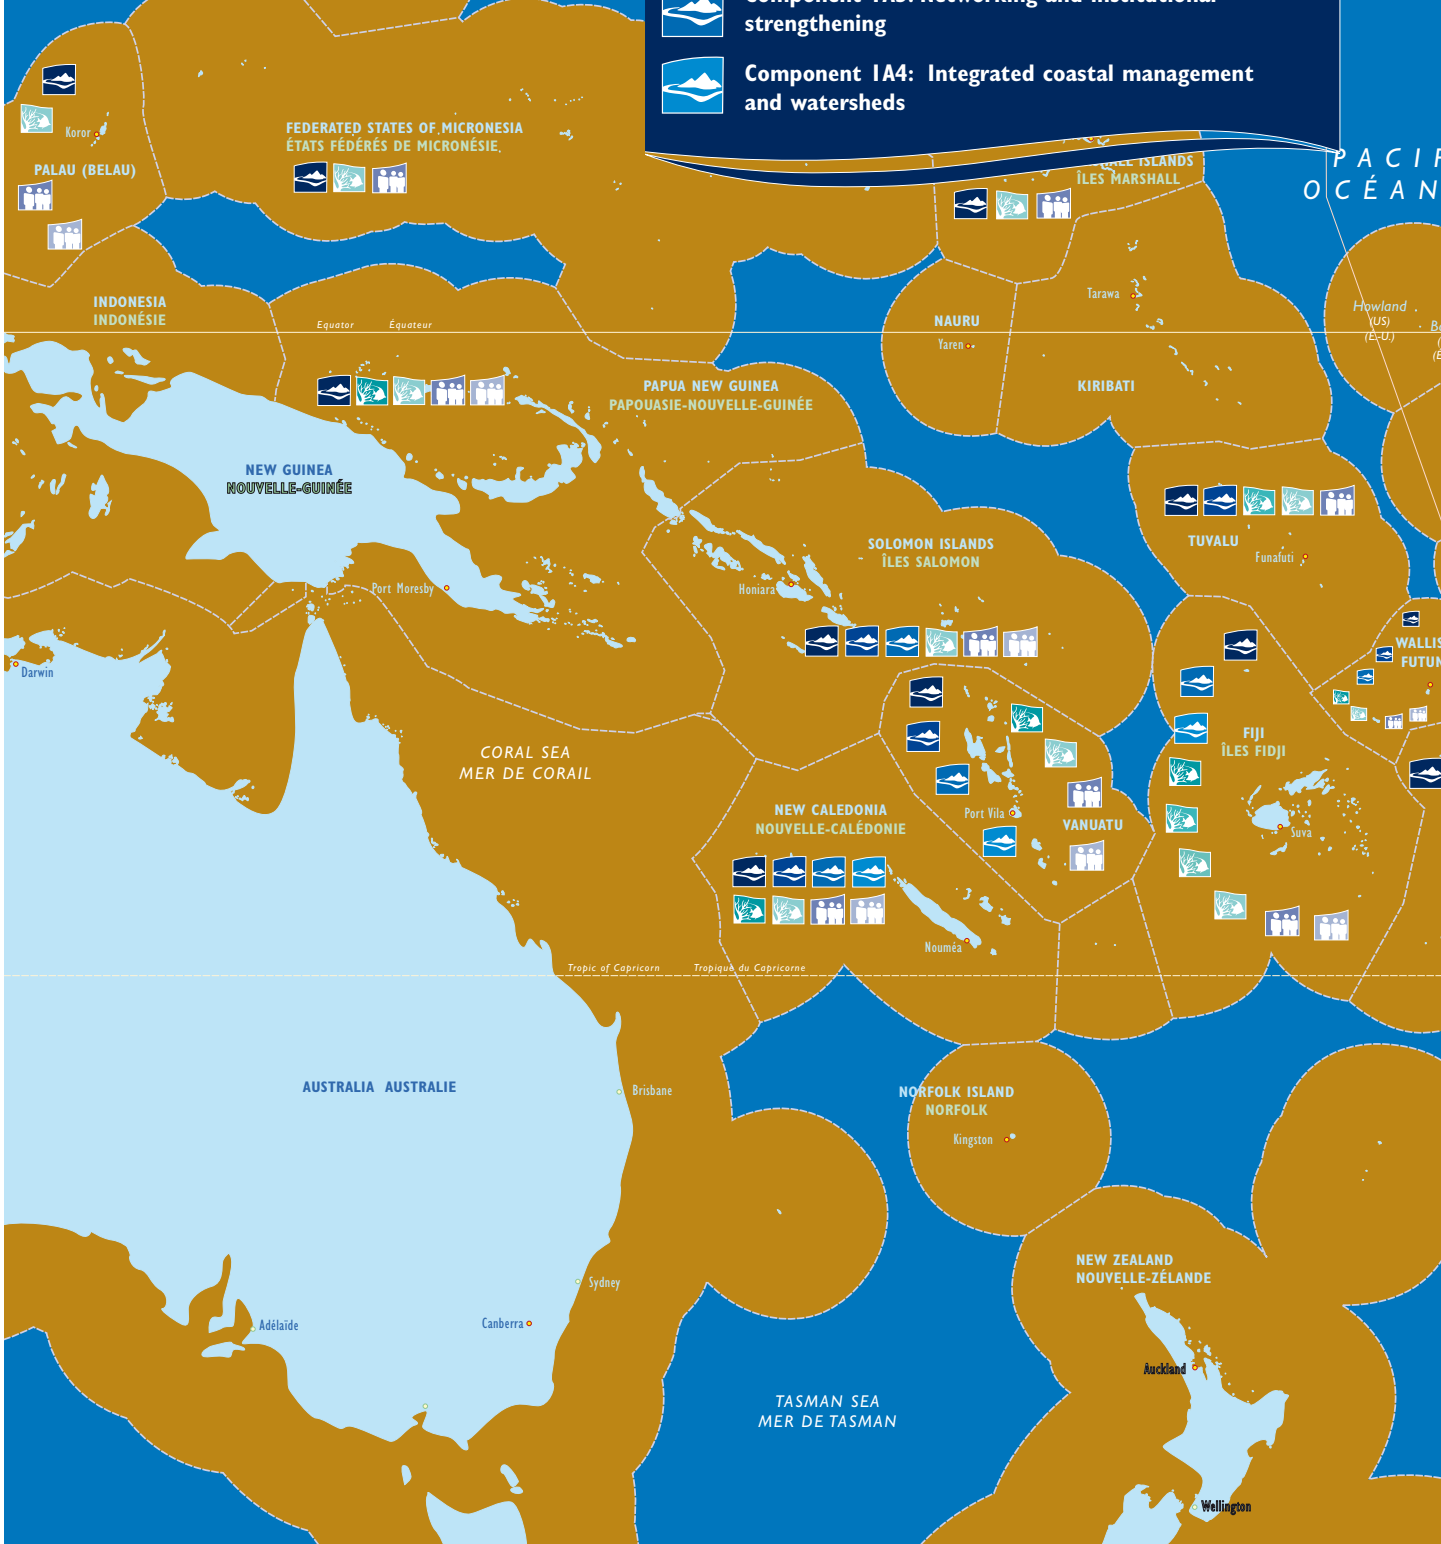 strengthening
Component 1A4: Integrated coastal management
and watersheds
Koror
PALAU (BELAU)
FEDERATED STATES OF MICRONESIA
ÉTATS FÉDÉRÉS DE MICRONÉSIE
ISLANDS
ÎLES MARSHALL
PACIF
OCÉAN
INDONESIA
INDONÉSIE
Equator Équateur
NAURU
Yaren
Tarawa
KIRIBATI
Howland
(US)
(É.-U.)
PAPUA NEW GUINEA
PAPOUASIE-NOUVELLE-GUINÉE
NEW GUINEA
NOUVELLE-GUINÉE
Port Moresby
SOLOMON ISLANDS
ÎLES SALOMON
Honiara
TUVALU
Funafuti
WALLIS
FUTUN
Darwin
CORAL SEA
MER DE CORAIL
FIJI
ÎLES FIDJI
Suva
NEW CALEDONIA
NOUVELLE-CALÉDONIE
Port Vila
VANUATU
Nouméa
Tropic of Capricorn Tropique du Capricorne
AUSTRALIA AUSTRALIE
Brisbane
NORFOLK ISLAND
NORFOLK
Kingston
NEW ZEALAND
NOUVELLE-ZÉLANDE
Sydney
Adélaïde
Canberra
Auckland
TASMAN SEA
MER DE TASMAN
Wellington